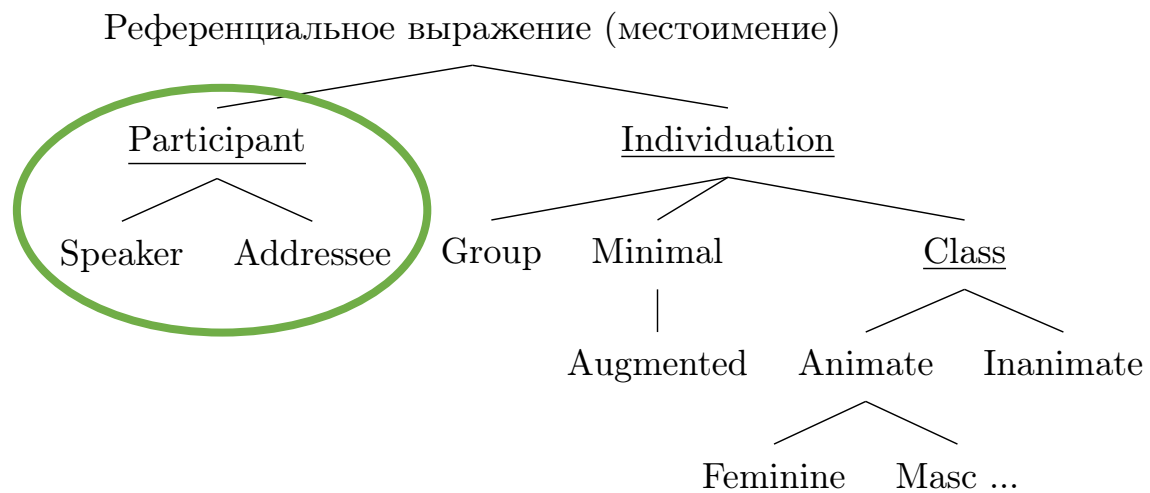 Референциальное выражение (местоимение)
Participant Individuation
Speaker Addressee Group Minimal Class
Augmented Animate Inanimate
Feminine Masc ...